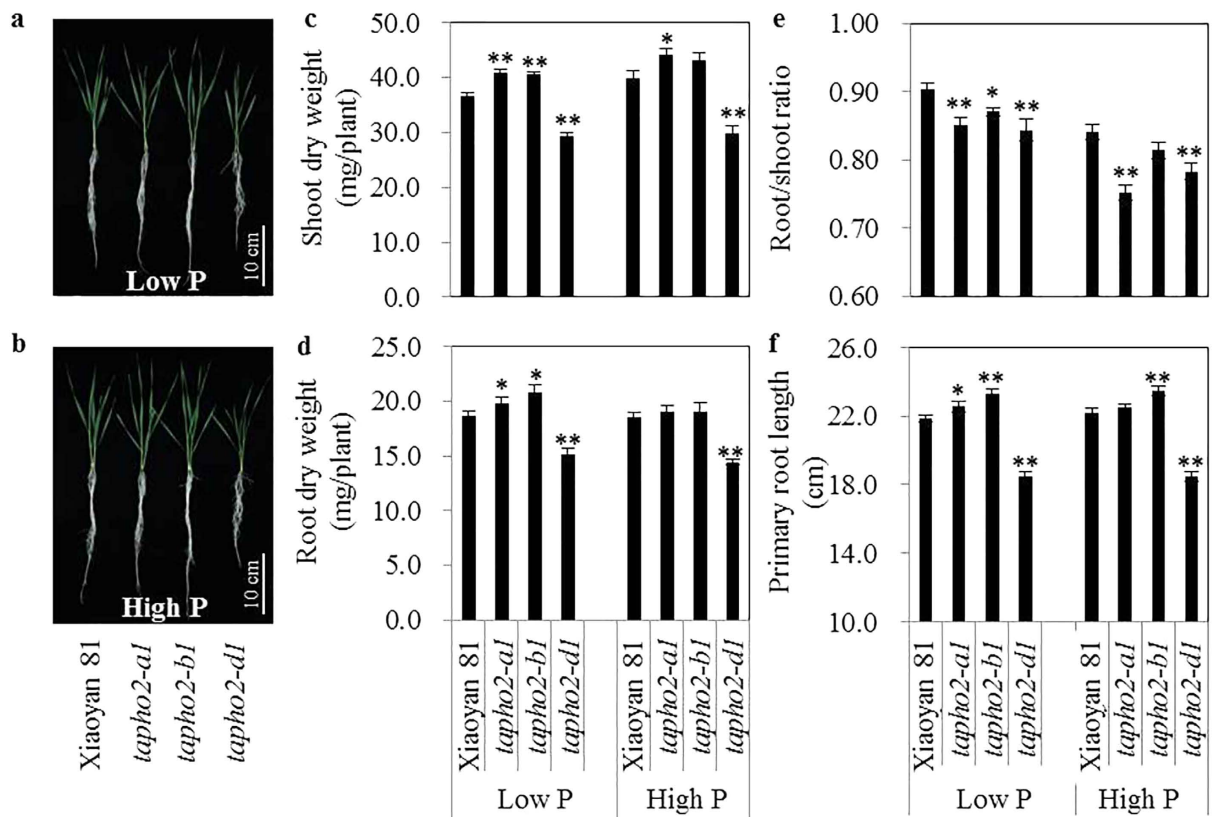 a
Low P
10 cm
b
High P
10 cm
Xiaoyan 81
tapho2-a1
tapho2-b1
tapho2-d1
c
Shoot dry weight
(mg/plant)
50.0
40.0
30.0
20.0
10.0
0.0
** ** ** * **
d
Root dry weight
(mg/plant)
25.0
20.0
15.0
10.0
5.0
0.0
* * ** **
Xiaoyan 81
tapho2-a1
tapho2-b1
tapho2-d1
Xiaoyan 81
tapho2-a1
tapho2-b1
tapho2-d1
Low P
High P
e
Root/shoot ratio
1.00
0.90
0.80
0.70
0.60
** * ** ** **
f
Primary root length
(cm)
26.0
22.0
18.0
14.0
10.0
* ** ** ** **
Xiaoyan 81
tapho2-a1
tapho2-b1
tapho2-d1
Xiaoyan 81
tapho2-a1
tapho2-b1
tapho2-d1
Low P
High P